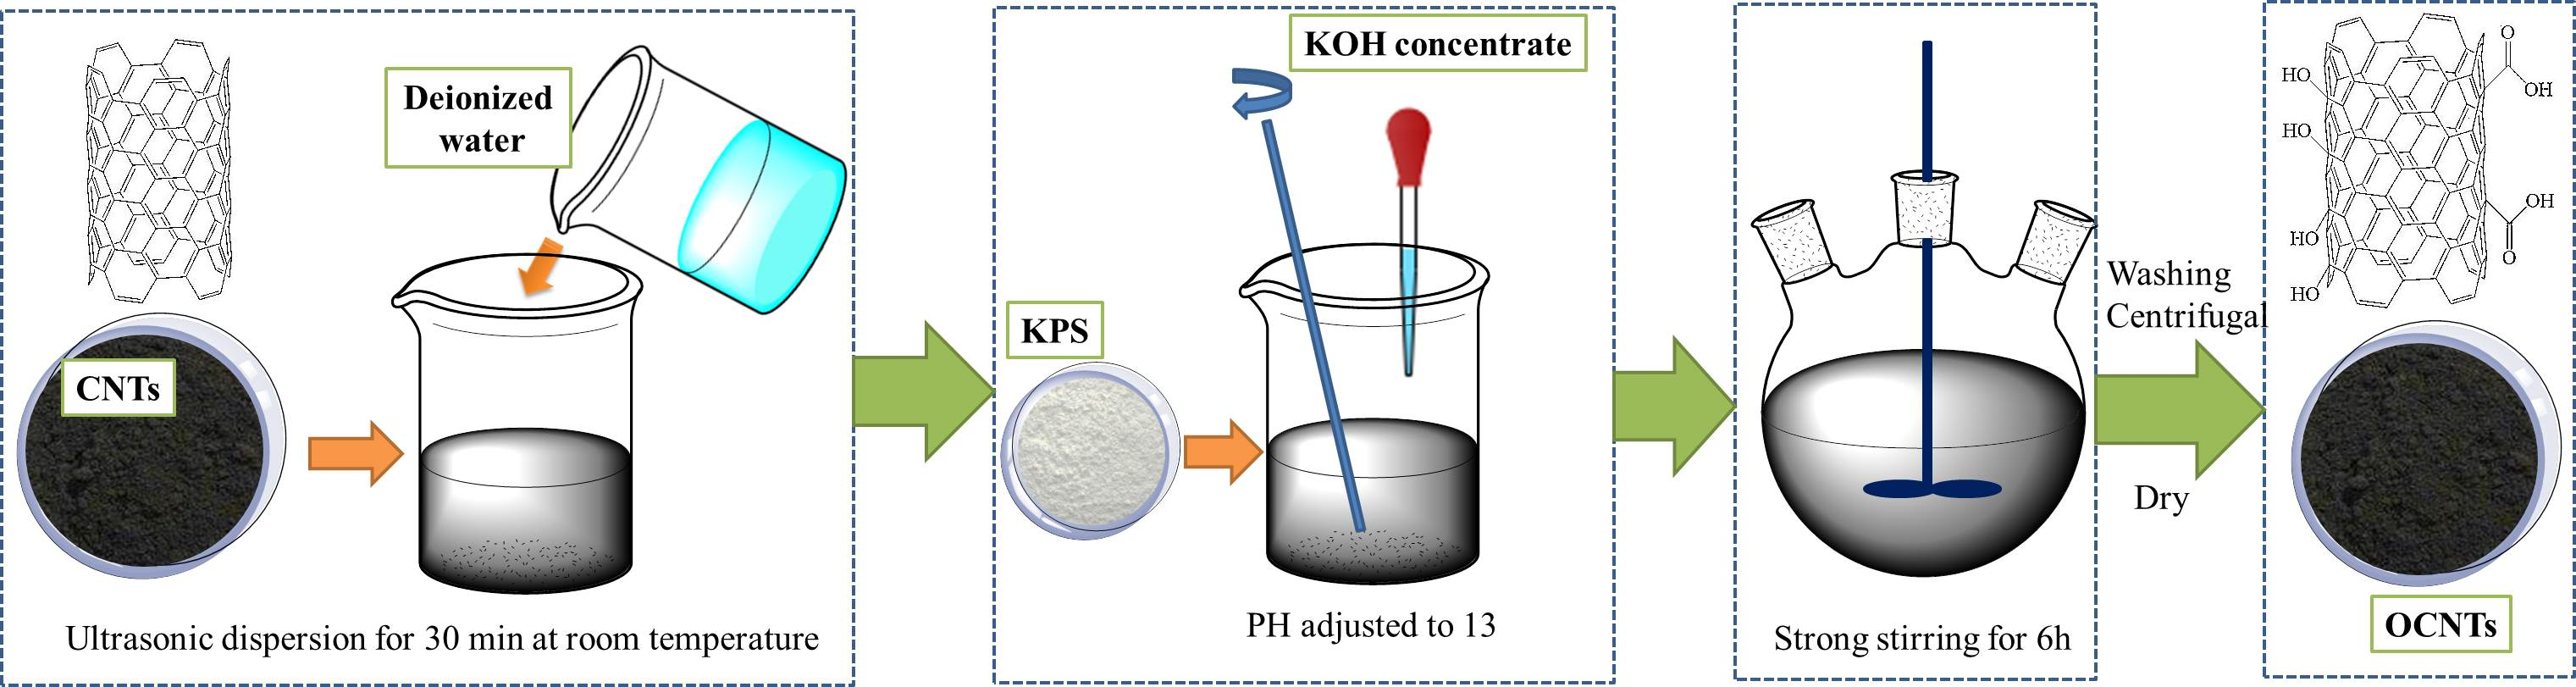 Deionized
water
CNTs
Ultrasonic dispersion for 30 min at room temperature
KOH concentrate
KPS
PH adjusted to 13
Strong stirring for 6h
Washing
Centrifugal
Dry
O
HO
OH
HO
OH
HO
O
HO
OCNTs